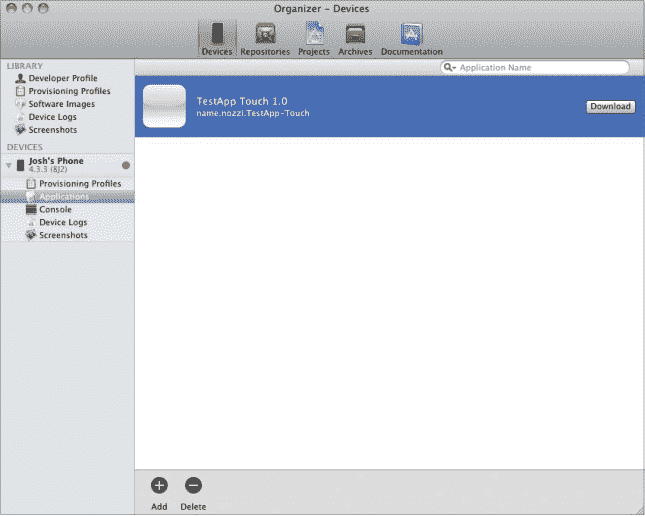 Organizer - Devices
Devices Repositories Projects Archives Documentation
Application Name
LIBRARY
Developer Profile
Provisioning Profiles
Software Images
Device Logs
Screenshots
DEVICES
Josh's Phone
4.3.3 (8J2)
Provisioning Profiles
Applications
Console
Device Logs
Screenshots
TestApp Touch 1.0
name.nozzi.TestApp-Touch
Download
Add Delete